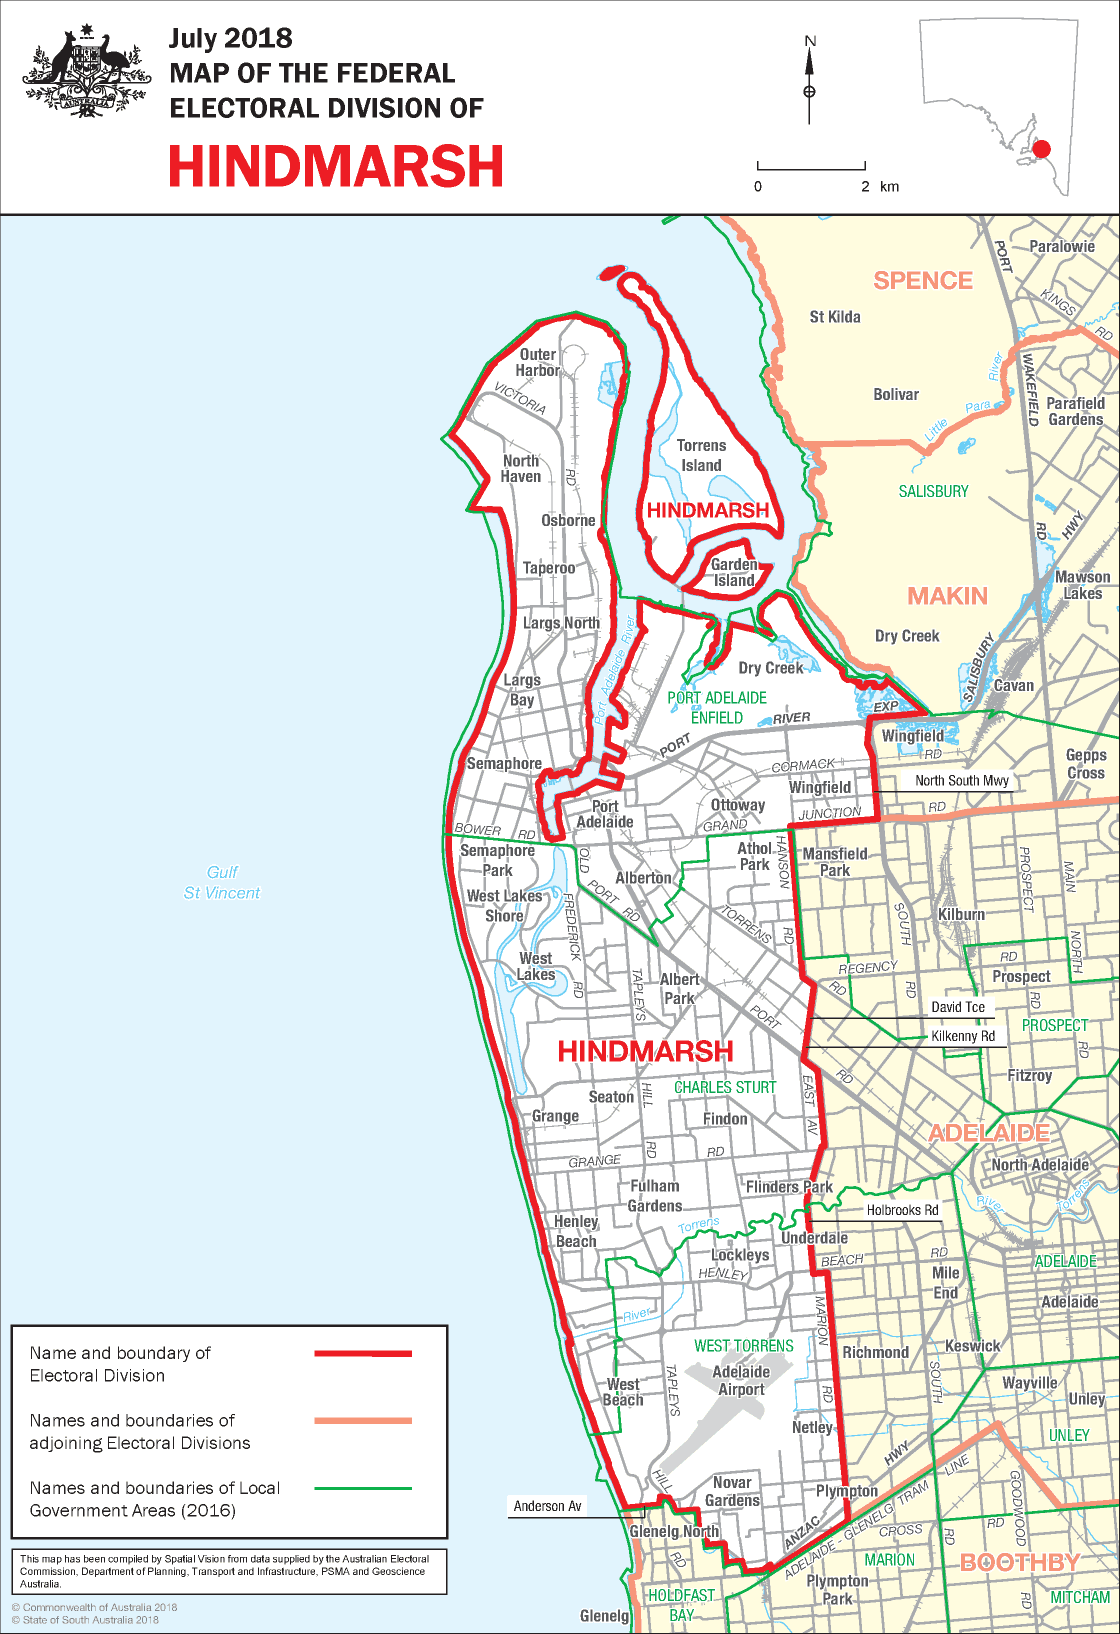 July 2018
MAP OF THE FEDERAL
ELECTORAL DIVISION OF
HINDMARSH
AUSTRALIA
N
0 2 km
Paralowie
PORT
SPENCE
KINGS
RD
St Kilda
Outer
Harbor
River
WAKEFIELD
Bolivar
Para
Parafield
Gardens
VICTORIA
Little
Torrens
Island
North
Haven
RD
SALISBURY
HINDMARSH
Osborne
RD
HWY
Taperoo
Garden
Island
Mawson
Lakes
MAKIN
Largs North
Port Adelaide River
Dry Creek
SALISBURY
Dry Creek
Largs
Bay
Cavan
PORT ADELAIDE
ENFIELD
EXP
RIVER
PORT
Wingfield
RD
Gepps
Cross
Semaphore
CORMACK
North South Mwy
Wingfield
Port
Adelaide
Ottoway
JUNCTION
RD
GRAND
BOWER RD
Semaphore
Park
OLD
PORT RD
Athol
Park
HANSON
RD
Mansfield
Park
PROSPECT
MAIN
Alberton
West Lakes
Shore
FREDERICK
RD
TORRENS
RD
SOUTH
RD
Kilburn
NORTH
RD
West
Lakes
REGENCY
RD
Prospect
RD
Albert
Park
TAPLEYS
HILL
RD
PORT
RD
David Tce
Gulf
St Vincent
PROSPECT
Kilkenny Rd
HINDMARSH
Fitzroy
CHARLES STURT
EAST
AV
Seaton
Grange
Findon
ADELAIDE
GRANGE
RD
North Adelaide
Fulham
Gardens
Flinders Park
River
Torrens
Holbrooks Rd
Henley
Beach
Torrens
Underdale
Lockleys
HENLEY
BEACH
RD
ADELAIDE
Mile
End
Adelaide
River
MARION
RD
WEST TORRENS
Richmond
Keswick
Adelaide
Airport
SOUTH
Wayville
West
Beach
TAPLEYS
HILL
RD
Unley
Netley
UNLEY
HWY
LINE
Novar
Gardens
Plympton
GOODWOOD
RD
Anderson Av
ANZAC
ADELAIDE - GLENELG TRAM
Glenelg North
CROSS
RD
RD
MARION
BOOTHBY
Plympton
Park
HOLDFAST
BAY
MITCHAM
Glenelg
Name and boundary of
Electoral Division
Names and boundaries of
adjoining Electoral Divisions
Names and boundaries of Local
Government Areas (2016)
This map has been compiled by Spatial Vision from data supplied by the Australian Electoral
Commission, Department of Planning, Transport and Infrastructure, PSMA and Geoscience
Australia.
© Commonwealth of Australia 2018
© State of South Australia 2018